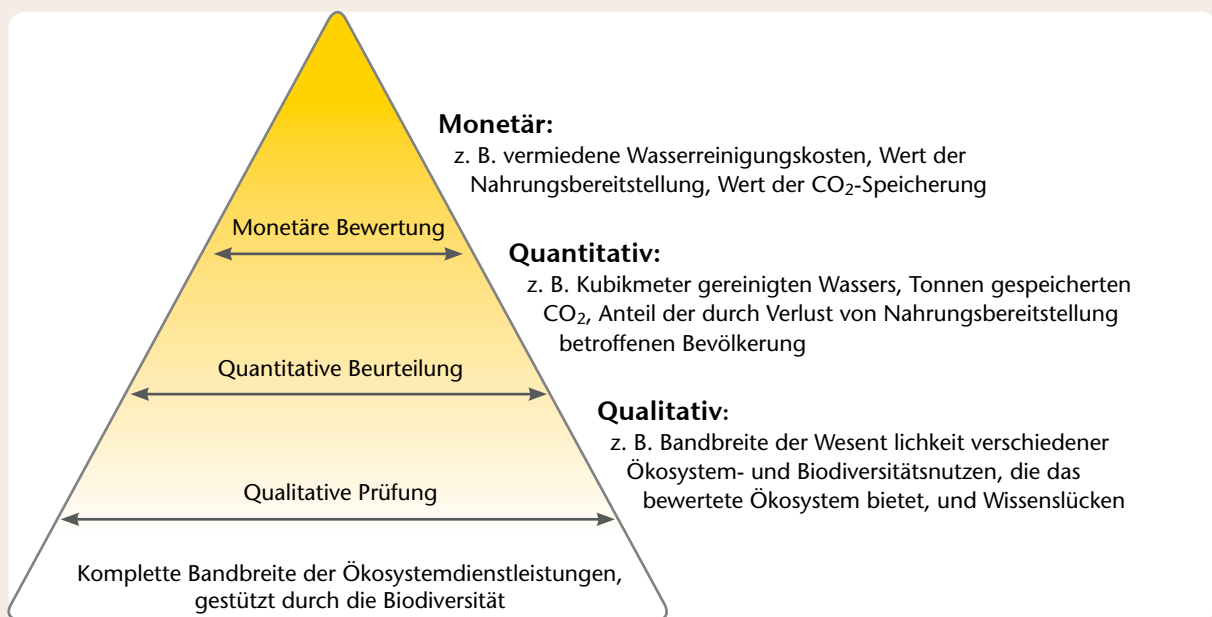 Monetär:
z. B. vermiedene Wasserreinigungskosten, Wert der
Nahrungsbereitstellung, Wert der CO₂-Speicherung
Monetäre Bewertung
Quantitativ:
z. B. Kubikmeter gereinigten Wassers, Tonnen gespeicherten
CO₂, Anteil der durch Verlust von Nahrungsbereitstellung
betroffenen Bevölkerung
Quantitative Beurteilung
Qualitativ:
z. B. Bandbreite der Wesent lichkeit verschiedener
Ökosystem- und Biodiversitätsnutzen, die das
bewertete Ökosystem bietet, und Wissenslücken
Qualitative Prüfung
Komplette Bandbreite der Ökosystemdienstleistungen,
gestützt durch die Biodiversität